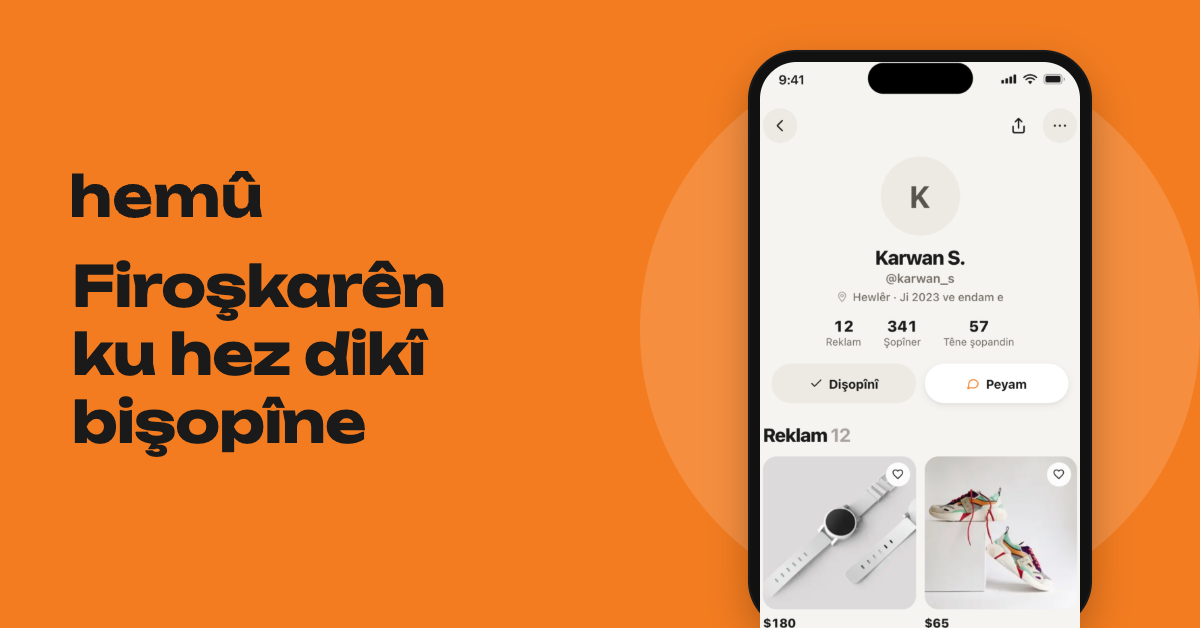 hemû
Firoşkarên
ku hez dikî
bişopîne
9:41
K
Karwan S.
@karwan_s
Hewlêr · Ji 2023 ve endam e
12 341 57
Reklam Şopîner Têne şopandin
Dişopînî Peyam
Reklam 12
$180 $65